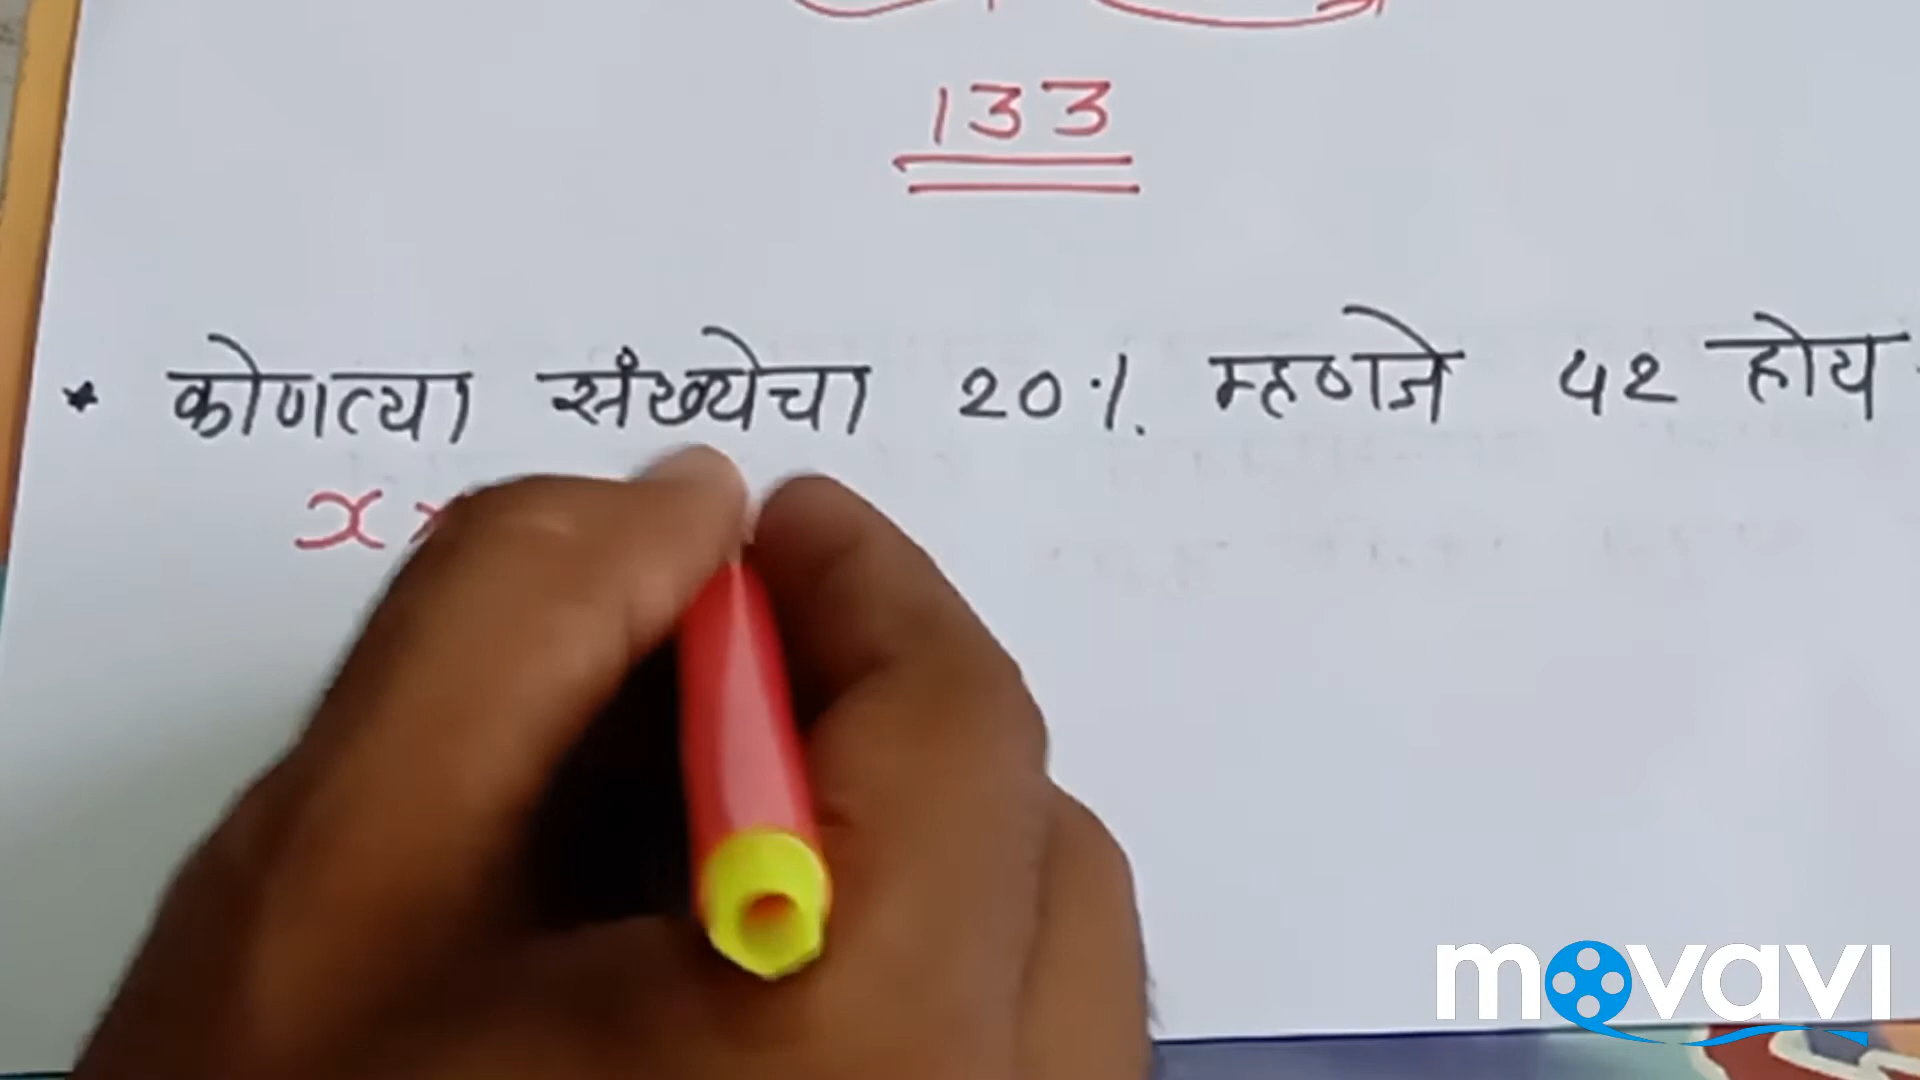 133
* कोणत्या संख्येचा 20% म्हणजे 42 होय
x ×
movavi